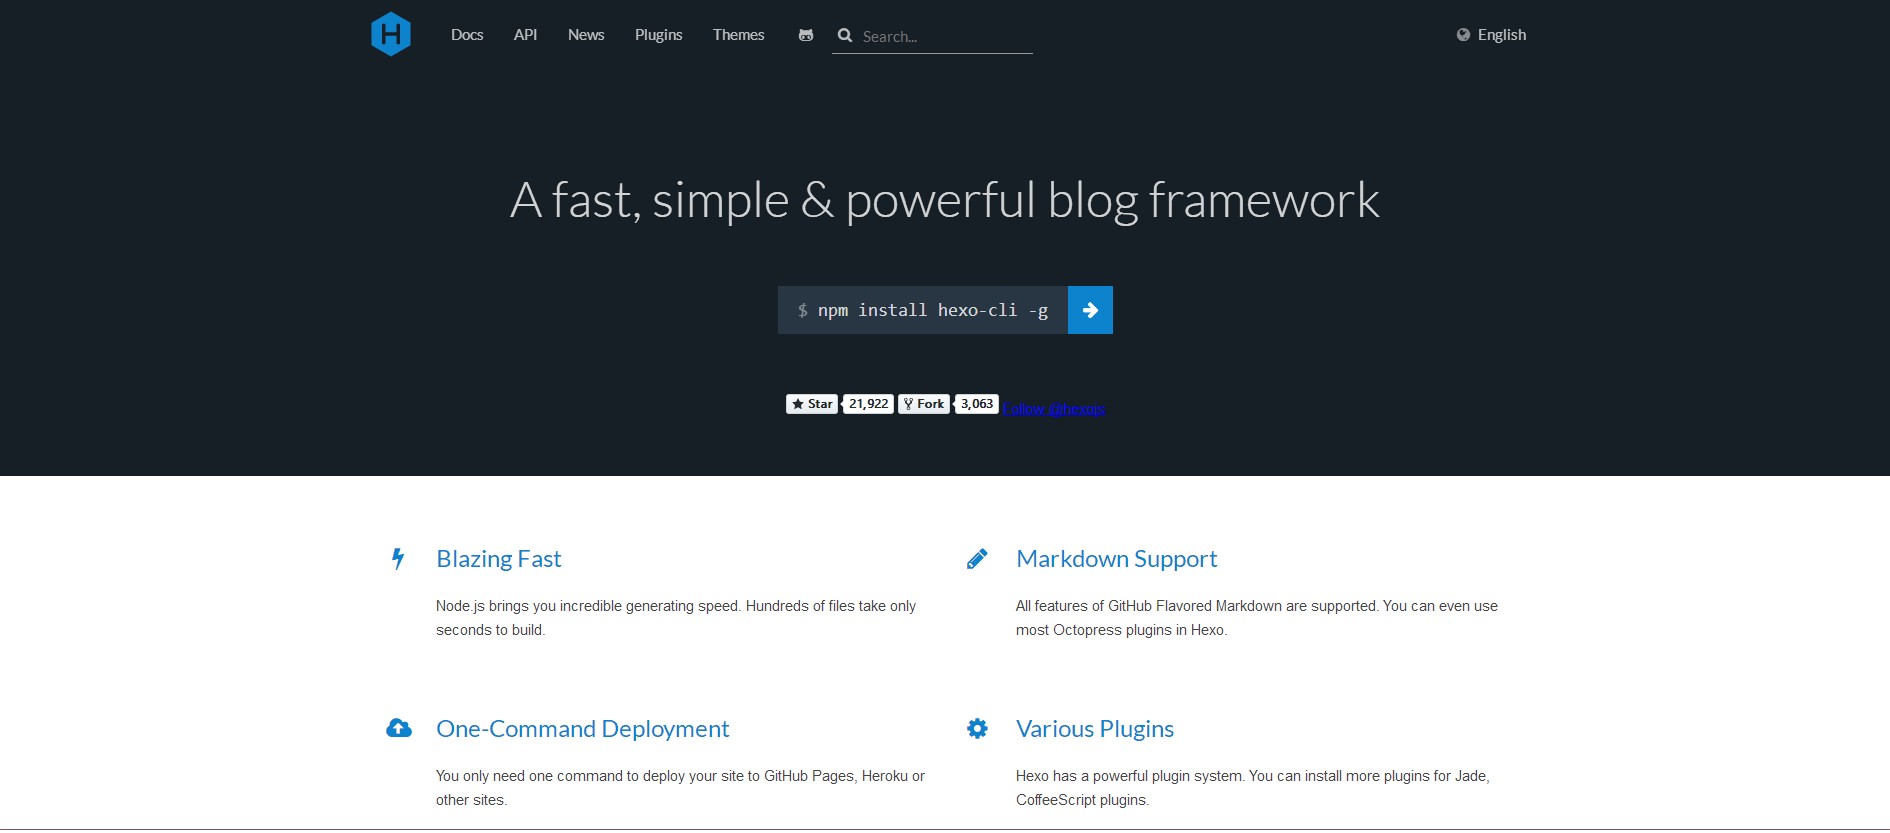 H
Docs API News Plugins Themes Search... English
A fast, simple & powerful blog framework
$ npm install hexo-cli -g
Star 21,922 Fork 3,063 Follow @hexojs
Blazing Fast
Node.js brings you incredible generating speed. Hundreds of files take only
seconds to build.
Markdown Support
All features of GitHub Flavored Markdown are supported. You can even use
most Octopress plugins in Hexo.
One-Command Deployment
You only need one command to deploy your site to GitHub Pages, Heroku or
other sites.
Various Plugins
Hexo has a powerful plugin system. You can install more plugins for Jade,
CoffeeScript plugins.